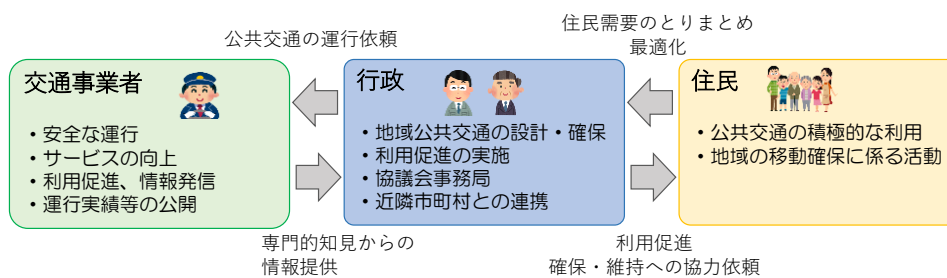 公共交通の運行依頼
住民需要のとりまとめ
最適化
交通事業者
・安全な運行
・サービスの向上
・利用促進、情報発信
・運行実績等の公開
行政
・地域公共交通の設計・確保
・利用促進の実施
・協議会事務局
・近隣市町村との連携
住民
・公共交通の積極的な利用
・地域の移動確保に係る活動
専門的知見からの
情報提供
利用促進
確保・維持への協力依頼